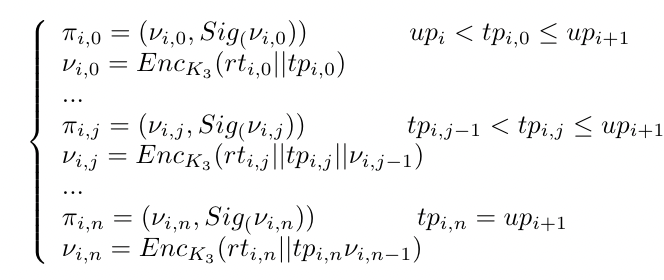 π_{i,0} = (ν_{i,0}, Sig_(ν_{i,0})) up_i < tp_{i,0} ≤ up_{i+1}
ν_{i,0} = Enc_{K_3}(rt_{i,0}||tp_{i,0})
...
π_{i,j} = (ν_{i,j}, Sig_(ν_{i,j})) tp_{i,j−1} < tp_{i,j} ≤ up_{i+1}
ν_{i,j} = Enc_{K_3}(rt_{i,j}||tp_{i,j}||ν_{i,j−1})
...
π_{i,n} = (ν_{i,n}, Sig_(ν_{i,n})) tp_{i,n} = up_{i+1}
ν_{i,n} = Enc_{K_3}(rt_{i,n}||tp_{i,n}ν_{i,n−1})